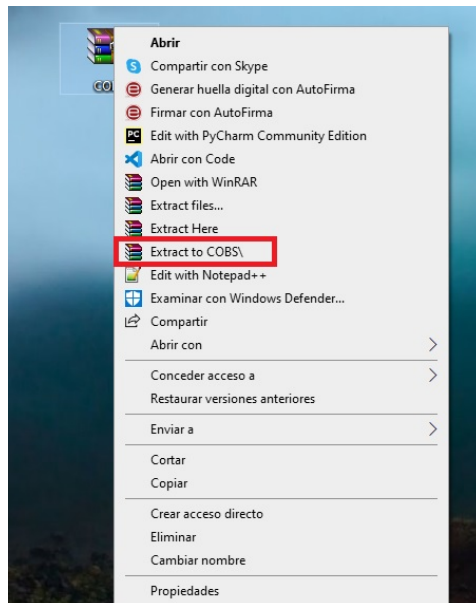 Abrir
Compartir con Skype
Generar huella digital con AutoFirma
Firmar con AutoFirma
Edit with PyCharm Community Edition
Abrir con Code
Open with WinRAR
Extract files...
Extract Here
Extract to COBS\
Edit with Notepad++
Examinar con Windows Defender...
Compartir
Abrir con
Conceder acceso a
Restaurar versiones anteriores
Enviar a
Cortar
Copiar
Crear acceso directo
Eliminar
Cambiar nombre
Propiedades